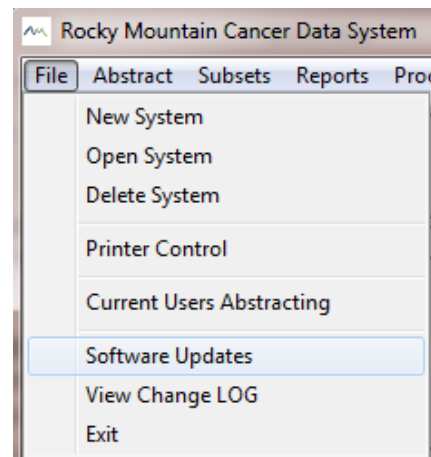 Rocky Mountain Cancer Data System
File Abstract Subsets Reports
New System
Open System
Delete System
Printer Control
Current Users Abstracting
Software Updates
View Change LOG
Exit